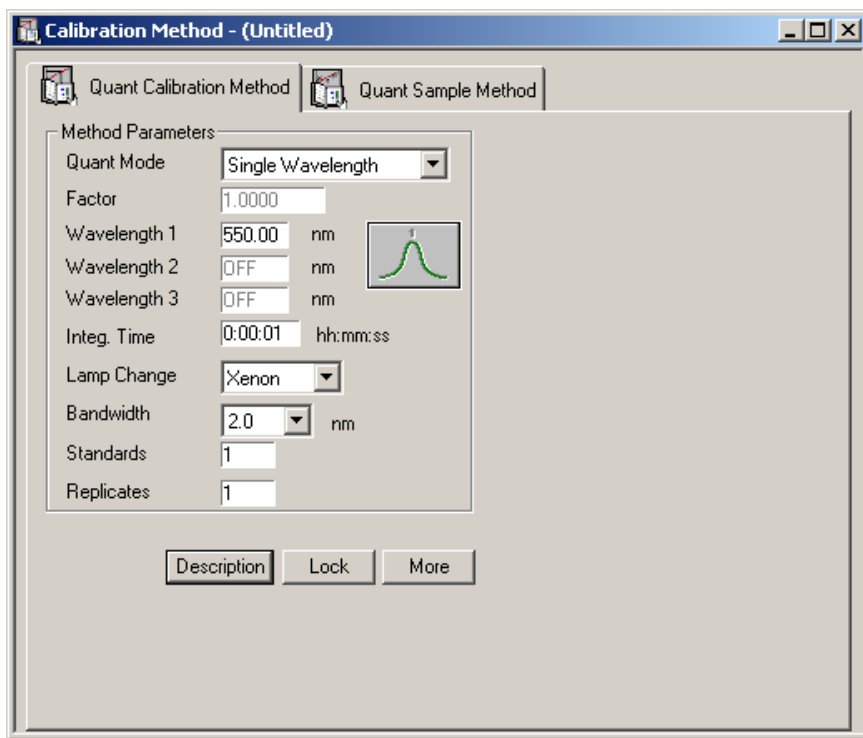 Calibration Method - (Untitled)
Quant Calibration Method Quant Sample Method
Method Parameters
Quant Mode Single Wavelength
Factor 1.0000
Wavelength 1 550.00 nm 1
Wavelength 2 OFF nm
Wavelength 3 OFF nm
Integ. Time 0:00:01 hh:mm:ss
Lamp Change Xenon
Bandwidth 2.0 nm
Standards 1
Replicates 1
Description Lock More